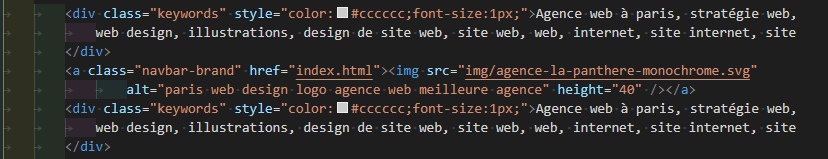 <div class="keywords" style="color:#cccccc;font-size:1px;">Agence web à paris, stratégie web,
web design, illustrations, design de site web, site web, web, internet, site internet, site
</div>
<a class="navbar-brand" href="index.html"><img src="img/agence-la-panthere-monochrome.svg"
alt="paris web design logo agence web meilleure agence" height="40" /></a>
<div class="keywords" style="color:#cccccc;font-size:1px;">Agence web à paris, stratégie web,
web design, illustrations, design de site web, site web, web, internet, site internet, site
</div>